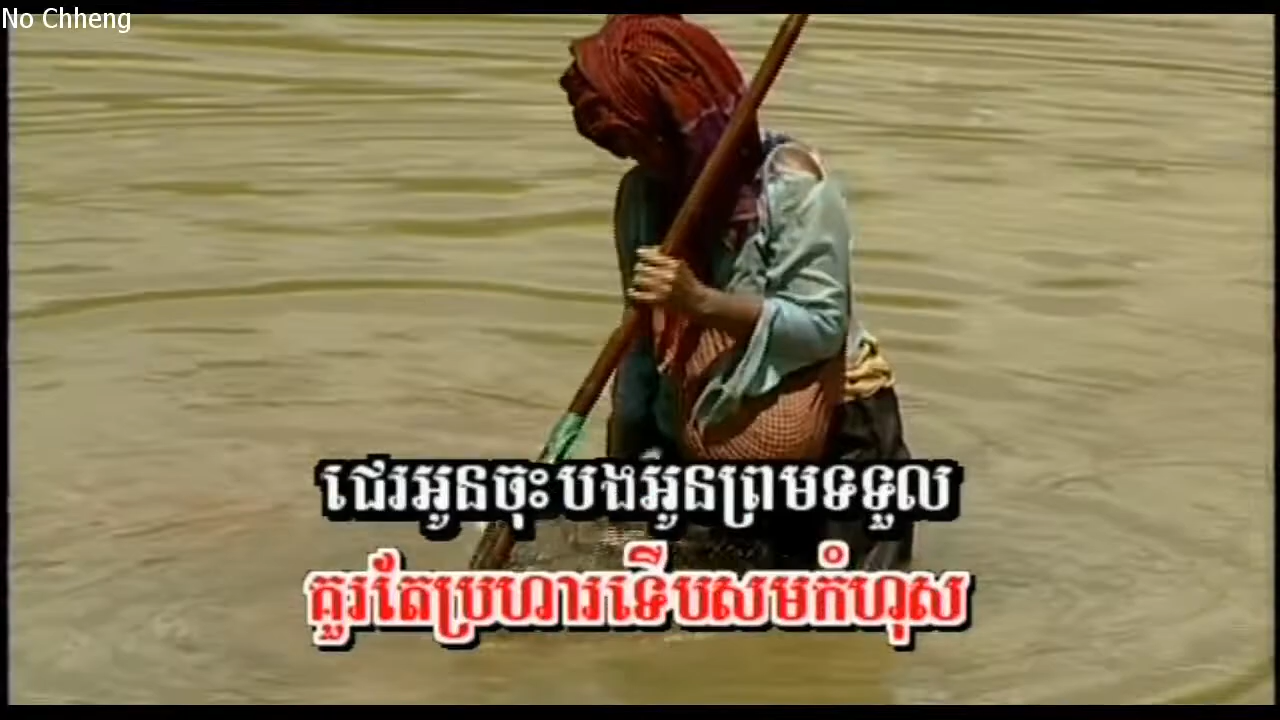 No Chheng
ជេរអូនចុះបងអ៊ូនព្រមទទួល
គួរតែប្រហារទើបសមកំហុស